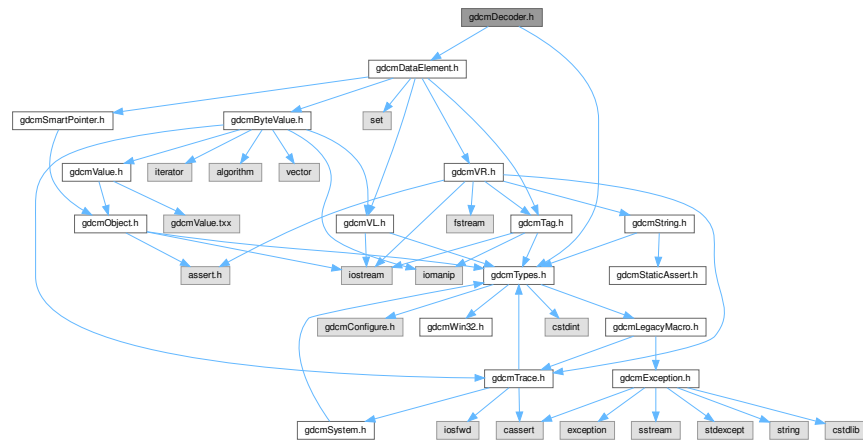 gdcmDecoder.h
gdcmDataElement.h
gdcmSmartPointer.h
gdcmByteValue.h
set
gdcmValue.h
iterator
algorithm
vector
gdcmVR.h
gdcmObject.h
gdcmValue.txx
gdcmVL.h
fstream
gdcmTag.h
gdcmString.h
assert.h
iostream
iomanip
gdcmTypes.h
gdcmStaticAssert.h
gdcmConfigure.h
gdcmWin32.h
cstdint
gdcmLegacyMacro.h
gdcmTrace.h
gdcmException.h
gdcmSystem.h
iosfwd
cassert
exception
sstream
stdexcept
string
cstdlib